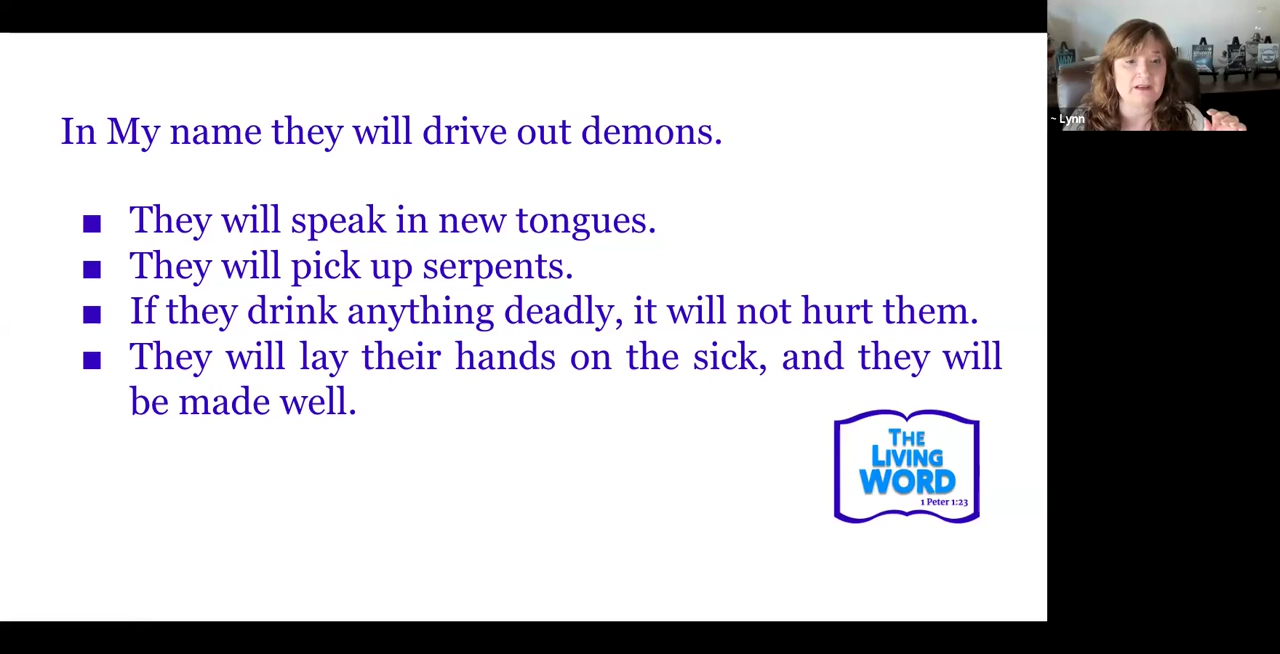 In My name they will drive out demons.
■ They will speak in new tongues.
■ They will pick up serpents.
■ If they drink anything deadly, it will not hurt them.
■ They will lay their hands on the sick, and they will
be made well.
THE
LIVING
WORD
1 Peter 1:23
~ Lynn